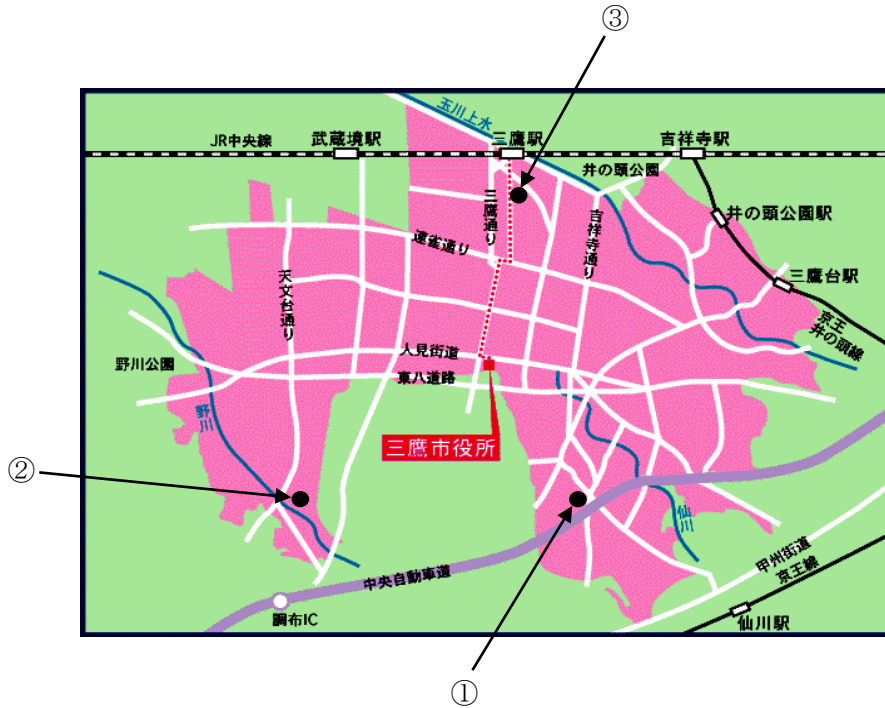 ③
玉川上水
JR中央線
武蔵境駅
三鷹駅
吉祥寺駅
井の頭公園
三鷹通り
吉祥寺通り
井の頭公園駅
連雀通り
天文台通り
三鷹台駅
京王
井の頭線
人見街道
野川公園
東八道路
野川
三鷹市役所
②
仙川
甲州街道
京王線
中央自動車道
調布IC
仙川駅
①